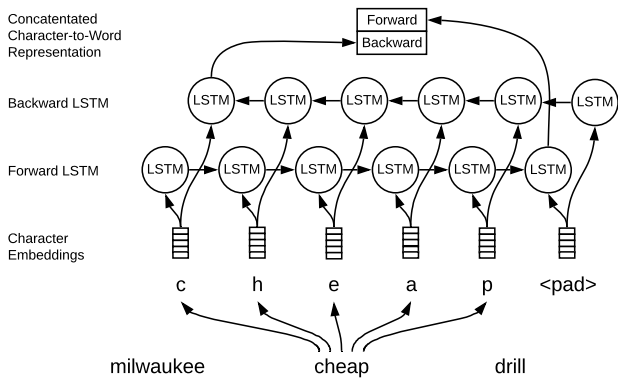 Concatentated
Character-to-Word
Representation
Forward
Backward
Backward LSTM
LSTM LSTM LSTM LSTM LSTM LSTM
Forward LSTM
LSTM LSTM LSTM LSTM LSTM LSTM
Character
Embeddings
c h e a p <pad>
milwaukee cheap drill